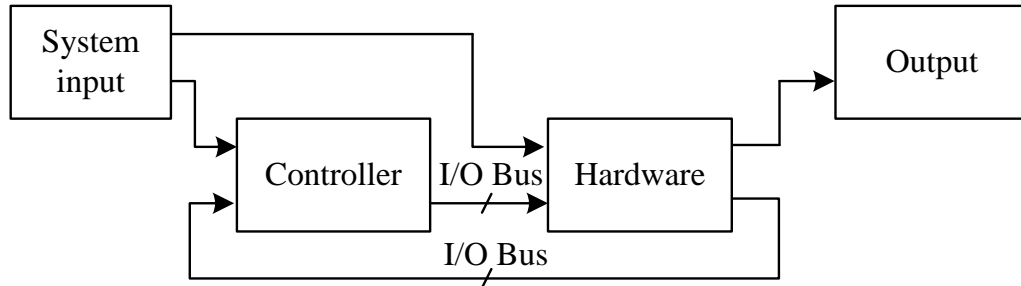 System
input
Output
Controller
I/O Bus
Hardware
I/O Bus